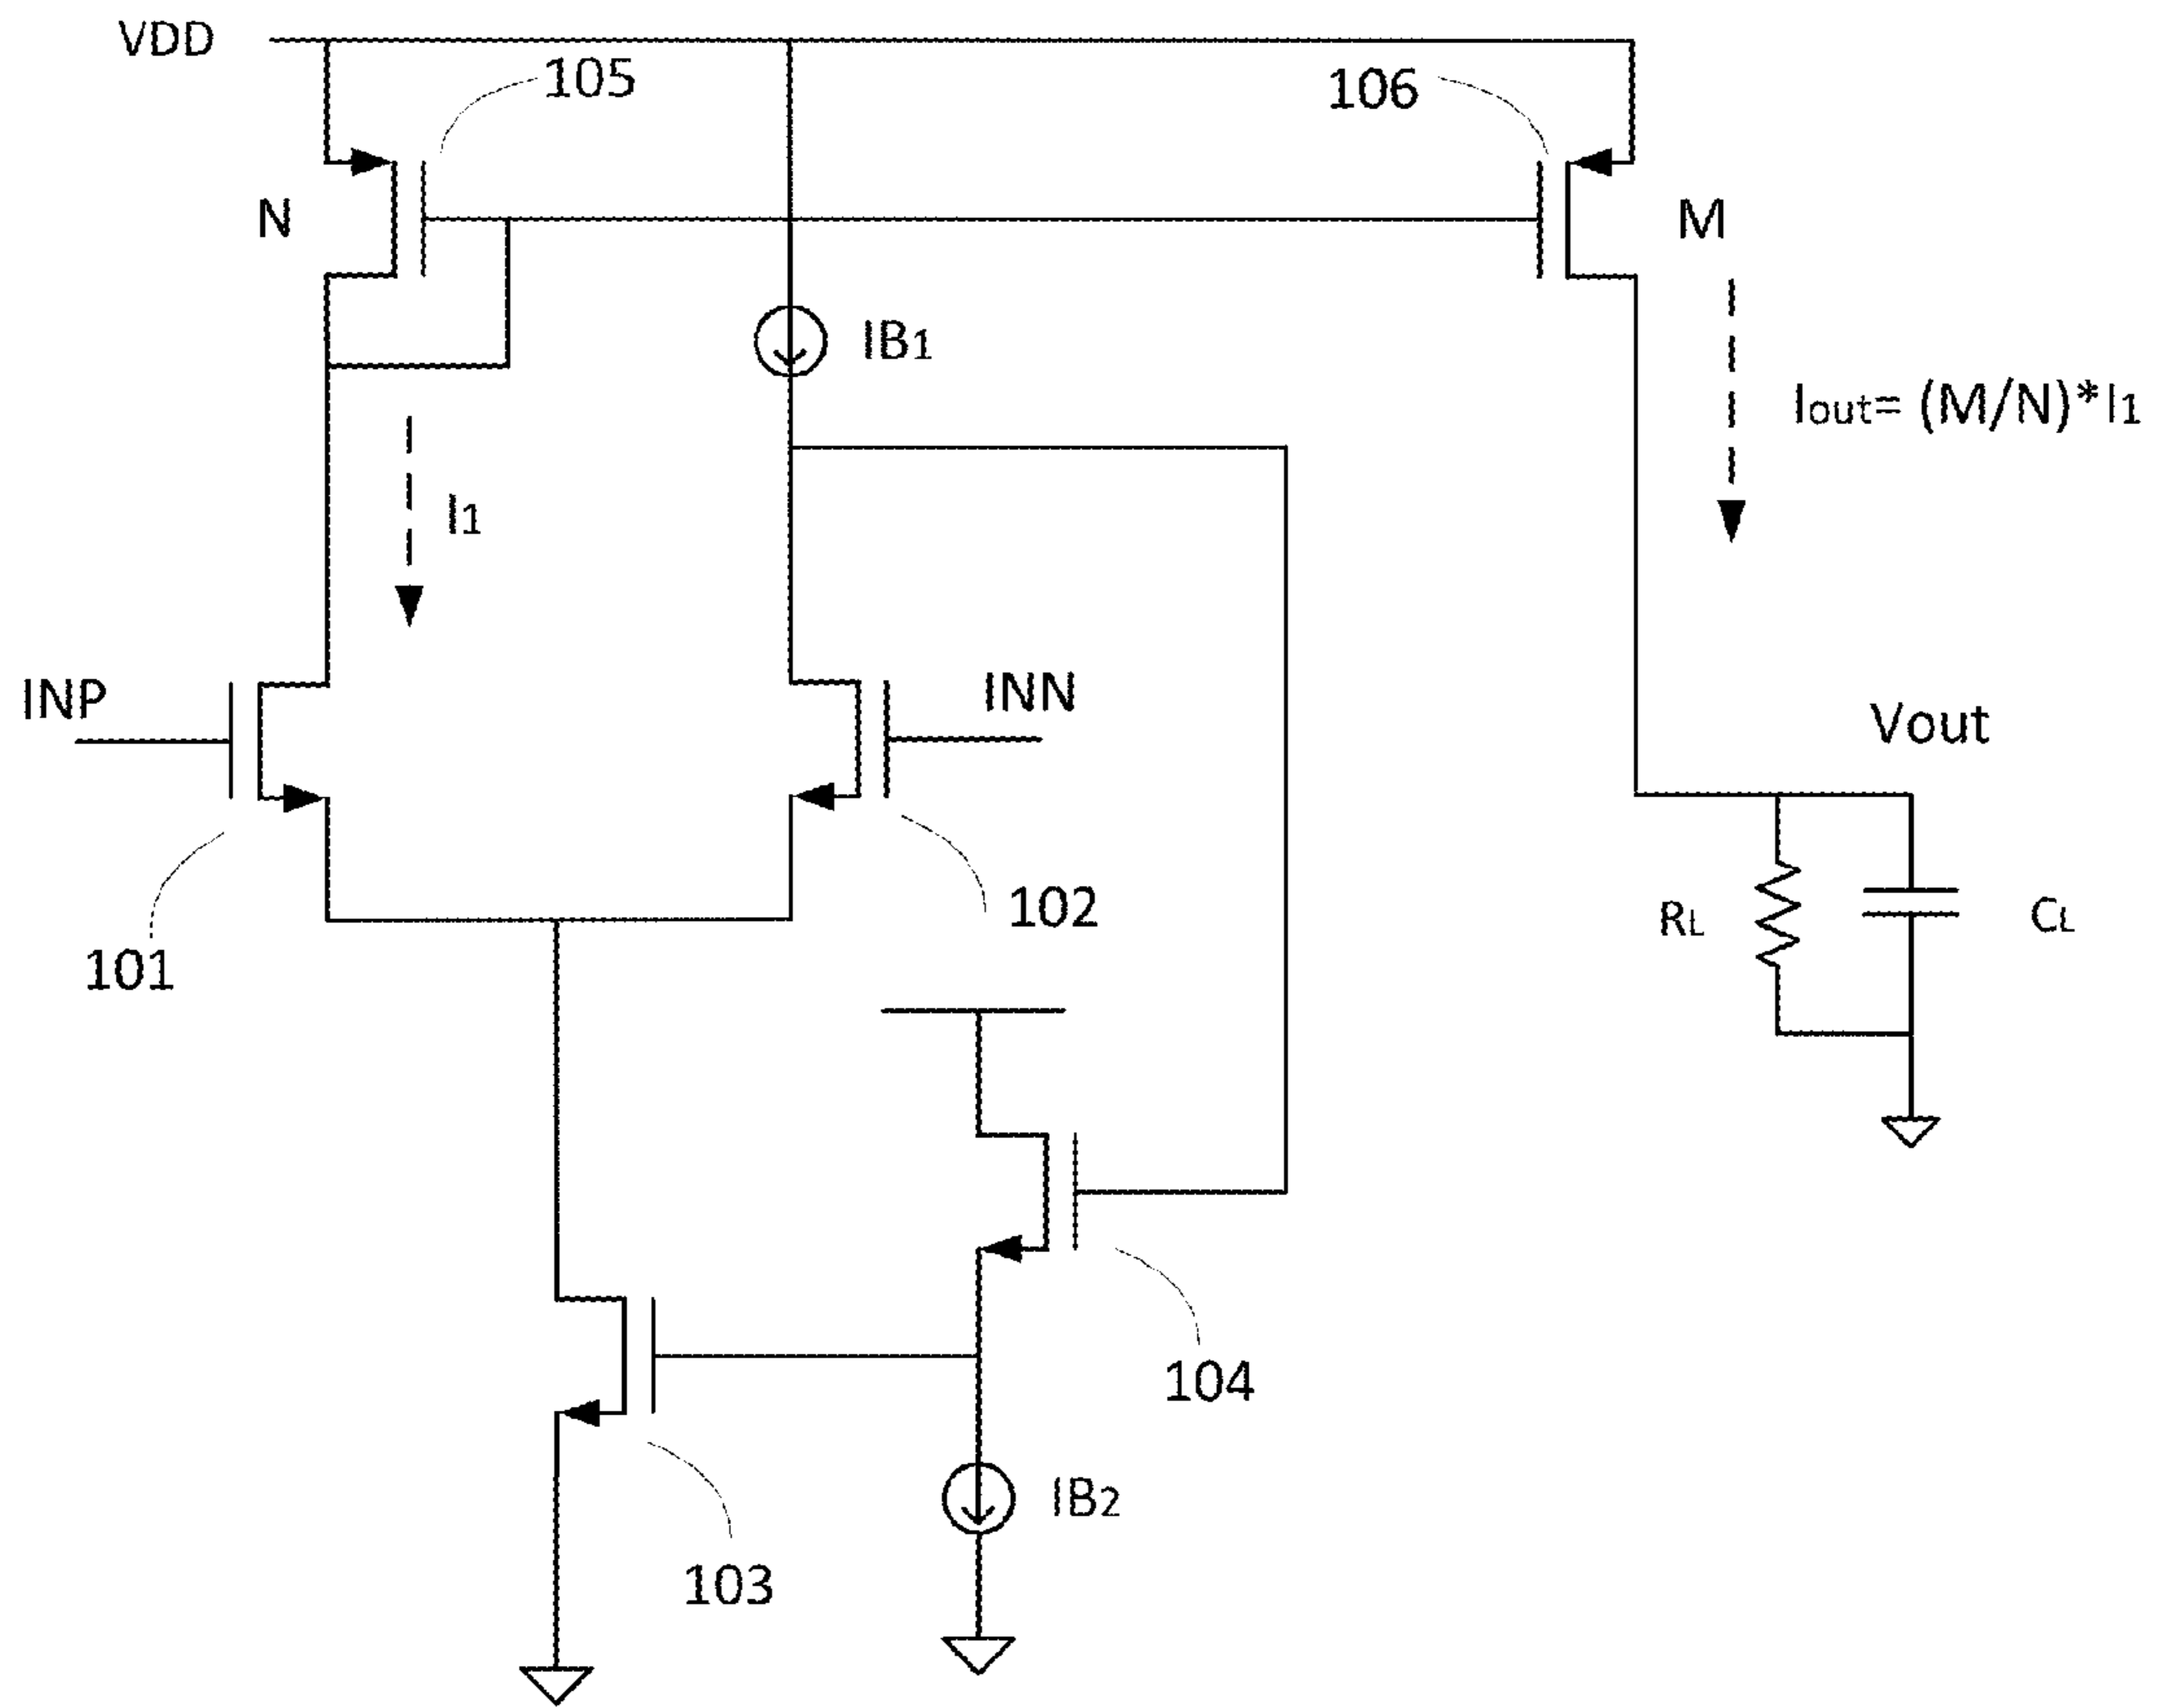 VDD
105
106
N
M
IB1
Iout= (M/N)*I1
I1
INP
INN
Vout
102
RL
CL
101
104
IB2
103